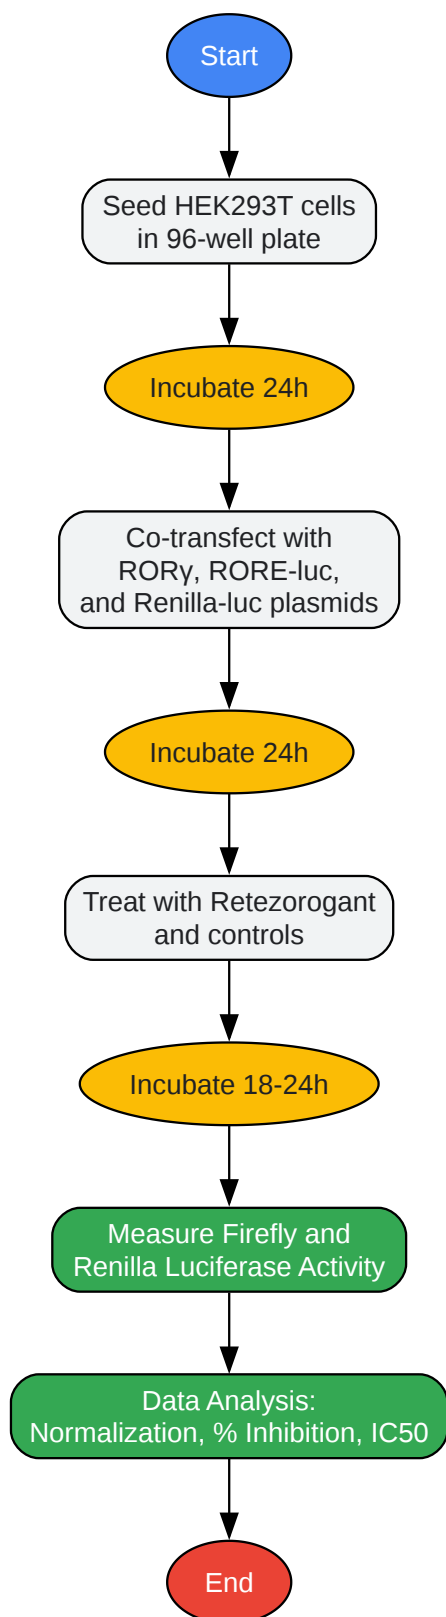 Start
Seed HEK293T cells
in 96-well plate
Incubate 24h
Co-transfect with
RORγ, RORE-luc,
and Renilla-luc plasmids
Incubate 24h
Treat with Retezorogant
and controls
Incubate 18-24h
Measure Firefly and
Renilla Luciferase Activity
Data Analysis:
Normalization, % Inhibition, IC50
End